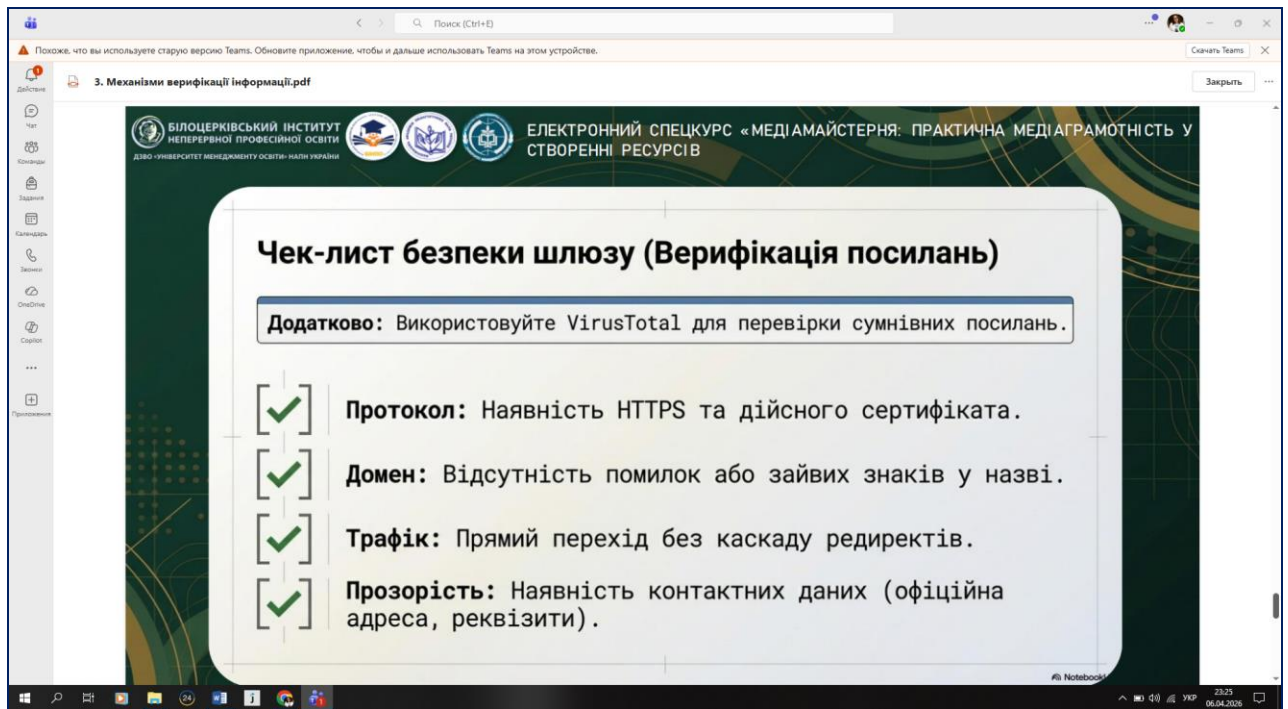 Поиск (Ctrl+E)
Похоже, что вы используете старую версию Teams. Обновите приложение, чтобы и дальше использовать Teams на этом устройстве.
Скачать Teams
Действие
3. Механізми верифікації інформації.pdf
Закрыть
Чат
Команды
Задания
Календарь
Звонки
OneDrive
Copilot
Приложения
БІЛОЦЕРКІВСЬКИЙ ІНСТИТУТ
НЕПЕРЕРВНОЇ ПРОФЕСІЙНОЇ ОСВІТИ
ДЗВО «УНІВЕРСИТЕТ МЕНЕДЖМЕНТУ ОСВІТИ» НАПН УКРАЇНИ
ЕЛЕКТРОННИЙ СПЕЦКУРС «МЕДІАМАЙСТЕРНЯ: ПРАКТИЧНА МЕДІАГРАМОТНІСТЬ У
СТВОРЕННІ РЕСУРСІВ
Чек-лист безпеки шлюзу (Верифікація посилань)
Додатково: Використовуйте VirusTotal для перевірки сумнівних посилань.
Протокол: Наявність HTTPS та дійсного сертифіката.
Домен: Відсутність помилок або зайвих знаків у назві.
Трафік: Прямий перехід без каскаду редиректів.
Прозорість: Наявність контактних даних (офіційна
адреса, реквізити).
24
УКР
23:25
06.04.2026